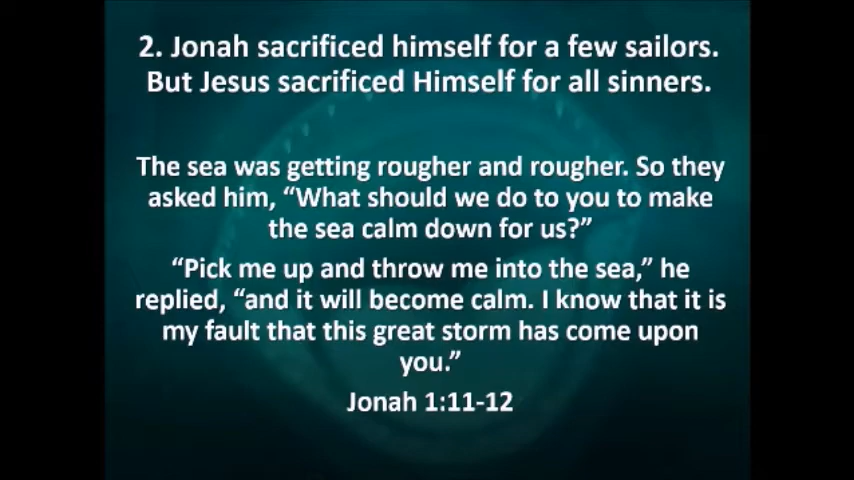 2. Jonah sacrificed himself for a few sailors.
But Jesus sacrificed Himself for all sinners.
The sea was getting rougher and rougher. So they
asked him, “What should we do to you to make
the sea calm down for us?”
“Pick me up and throw me into the sea,” he
replied, “and it will become calm. I know that it is
my fault that this great storm has come upon
you.”
Jonah 1:11-12